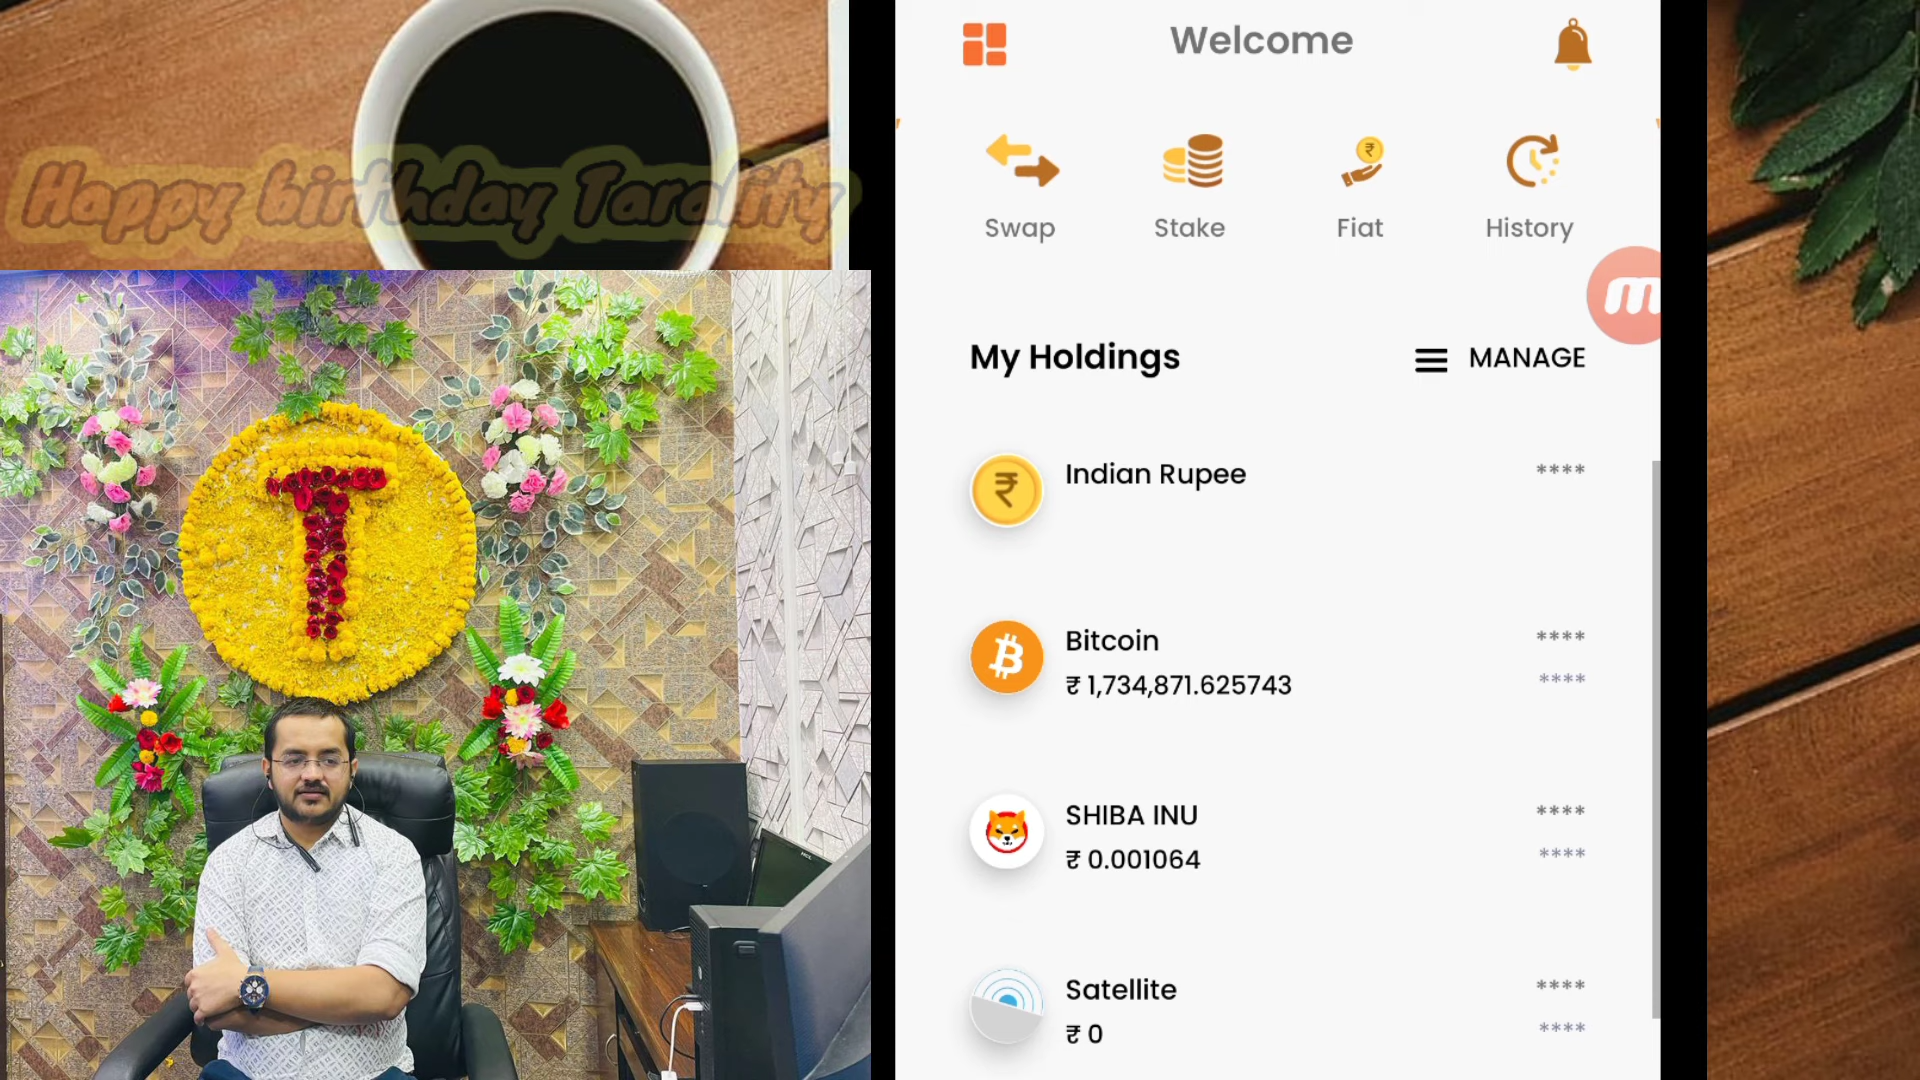 Happy birthday Tarality
T
Welcome
Swap
Stake
Fiat
History
My Holdings
MANAGE
Indian Rupee
****
Bitcoin
****
₹ 1,734,871.625743
****
SHIBA INU
****
₹ 0.001064
****
Satellite
****
₹ 0
****